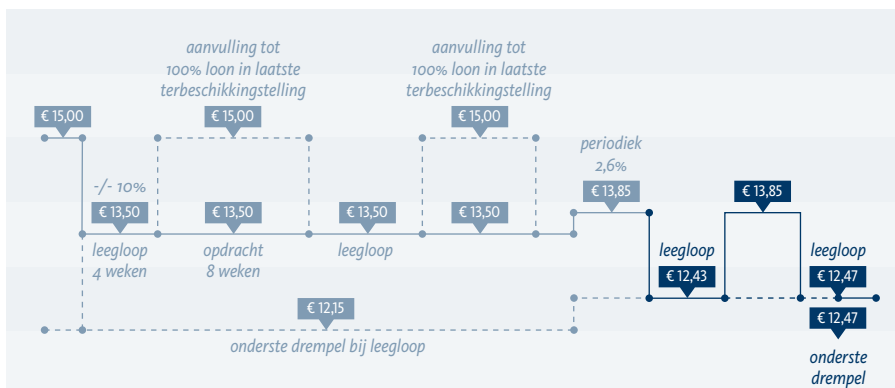 aanvulling tot
100% loon in laatste
terbeschikkingstelling
aanvulling tot
100% loon in laatste
terbeschikkingstelling
€ 15,00
€ 15,00
€ 15,00
periodiek
2,6%
-/- 10%
€ 13,85
€ 13,85
€ 13,50
€ 13,50
€ 13,50
€ 13,50
leegloop
4 weken
opdracht
8 weken
leegloop
leegloop
€ 12,43
leegloop
€ 12,47
€ 12,15
€ 12,47
onderste drempel bij leegloop
onderste
drempel